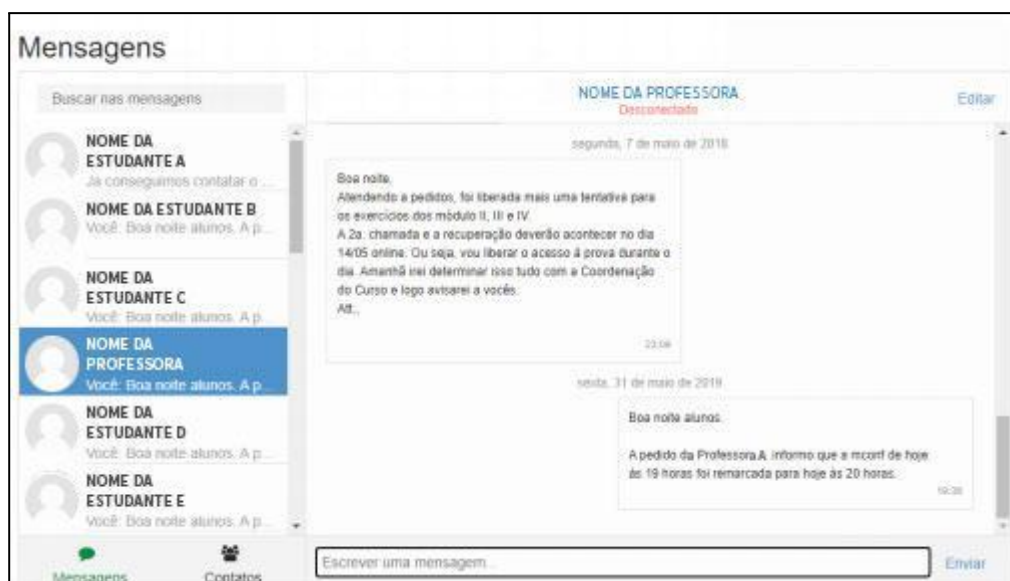 Mensagens
Buscar nas mensagens
NOME DA
ESTUDANTE A
Já conseguimos contatar o ...
NOME DA ESTUDANTE B
Você: Boa noite alunos. A p...
NOME DA
ESTUDANTE C
Você: Boa noite alunos. A p...
NOME DA
PROFESSORA
Você: Boa noite alunos. A p...
NOME DA
ESTUDANTE D
Você: Boa noite alunos. A p...
NOME DA
ESTUDANTE E
Você: Boa noite alunos. A p...
Mensagens
Contatos
NOME DA PROFESSORA
Desconectado
Editar
segunda, 7 de maio de 2018
Boa noite,
Atendendo a pedidos, foi liberada mais uma tentativa para
os exercícios dos módulo II, III e IV.
A 2a. chamada e a recuperação deverão acontecer no dia
14/05 online. Ou seja, vou liberar o acesso à prova durante o
dia. Amanhã irei determinar isso tudo com a Coordenação
do Curso e logo avisarei a vocês.
Att.,
sexta, 31 de maio de 2019
Boa noite alunos.
A pedido da Professora A informo que a mconf de hoje
às 19 horas foi remarcada para hoje às 20 horas.
Escrever uma mensagem...
Enviar